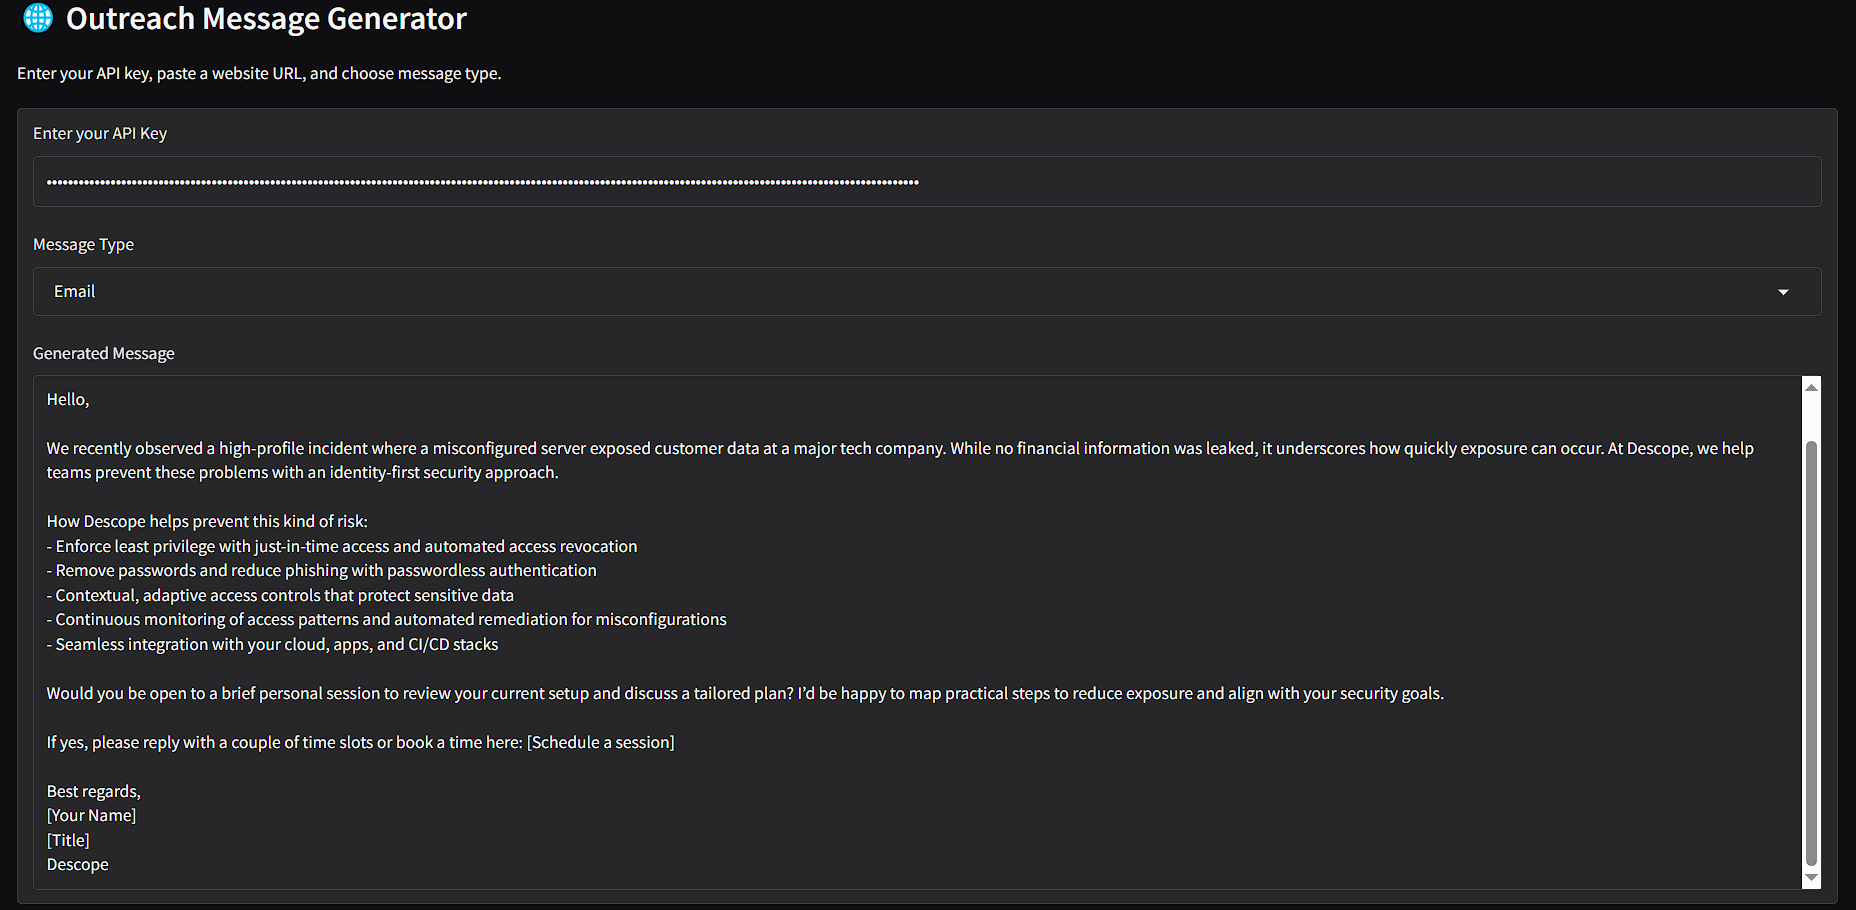 Outreach Message Generator
Enter your API key, paste a website URL, and choose message type.
Enter your API Key
Message Type
Email
Generated Message
Hello,
We recently observed a high-profile incident where a misconfigured server exposed customer data at a major tech company. While no financial information was leaked, it underscores how quickly exposure can occur. At Descope, we help
teams prevent these problems with an identity-first security approach.
How Descope helps prevent this kind of risk:
- Enforce least privilege with just-in-time access and automated access revocation
- Remove passwords and reduce phishing with passwordless authentication
- Contextual, adaptive access controls that protect sensitive data
- Continuous monitoring of access patterns and automated remediation for misconfigurations
- Seamless integration with your cloud, apps, and CI/CD stacks
Would you be open to a brief personal session to review your current setup and discuss a tailored plan? I’d be happy to map practical steps to reduce exposure and align with your security goals.
If yes, please reply with a couple of time slots or book a time here: [Schedule a session]
Best regards,
[Your Name]
[Title]
Descope